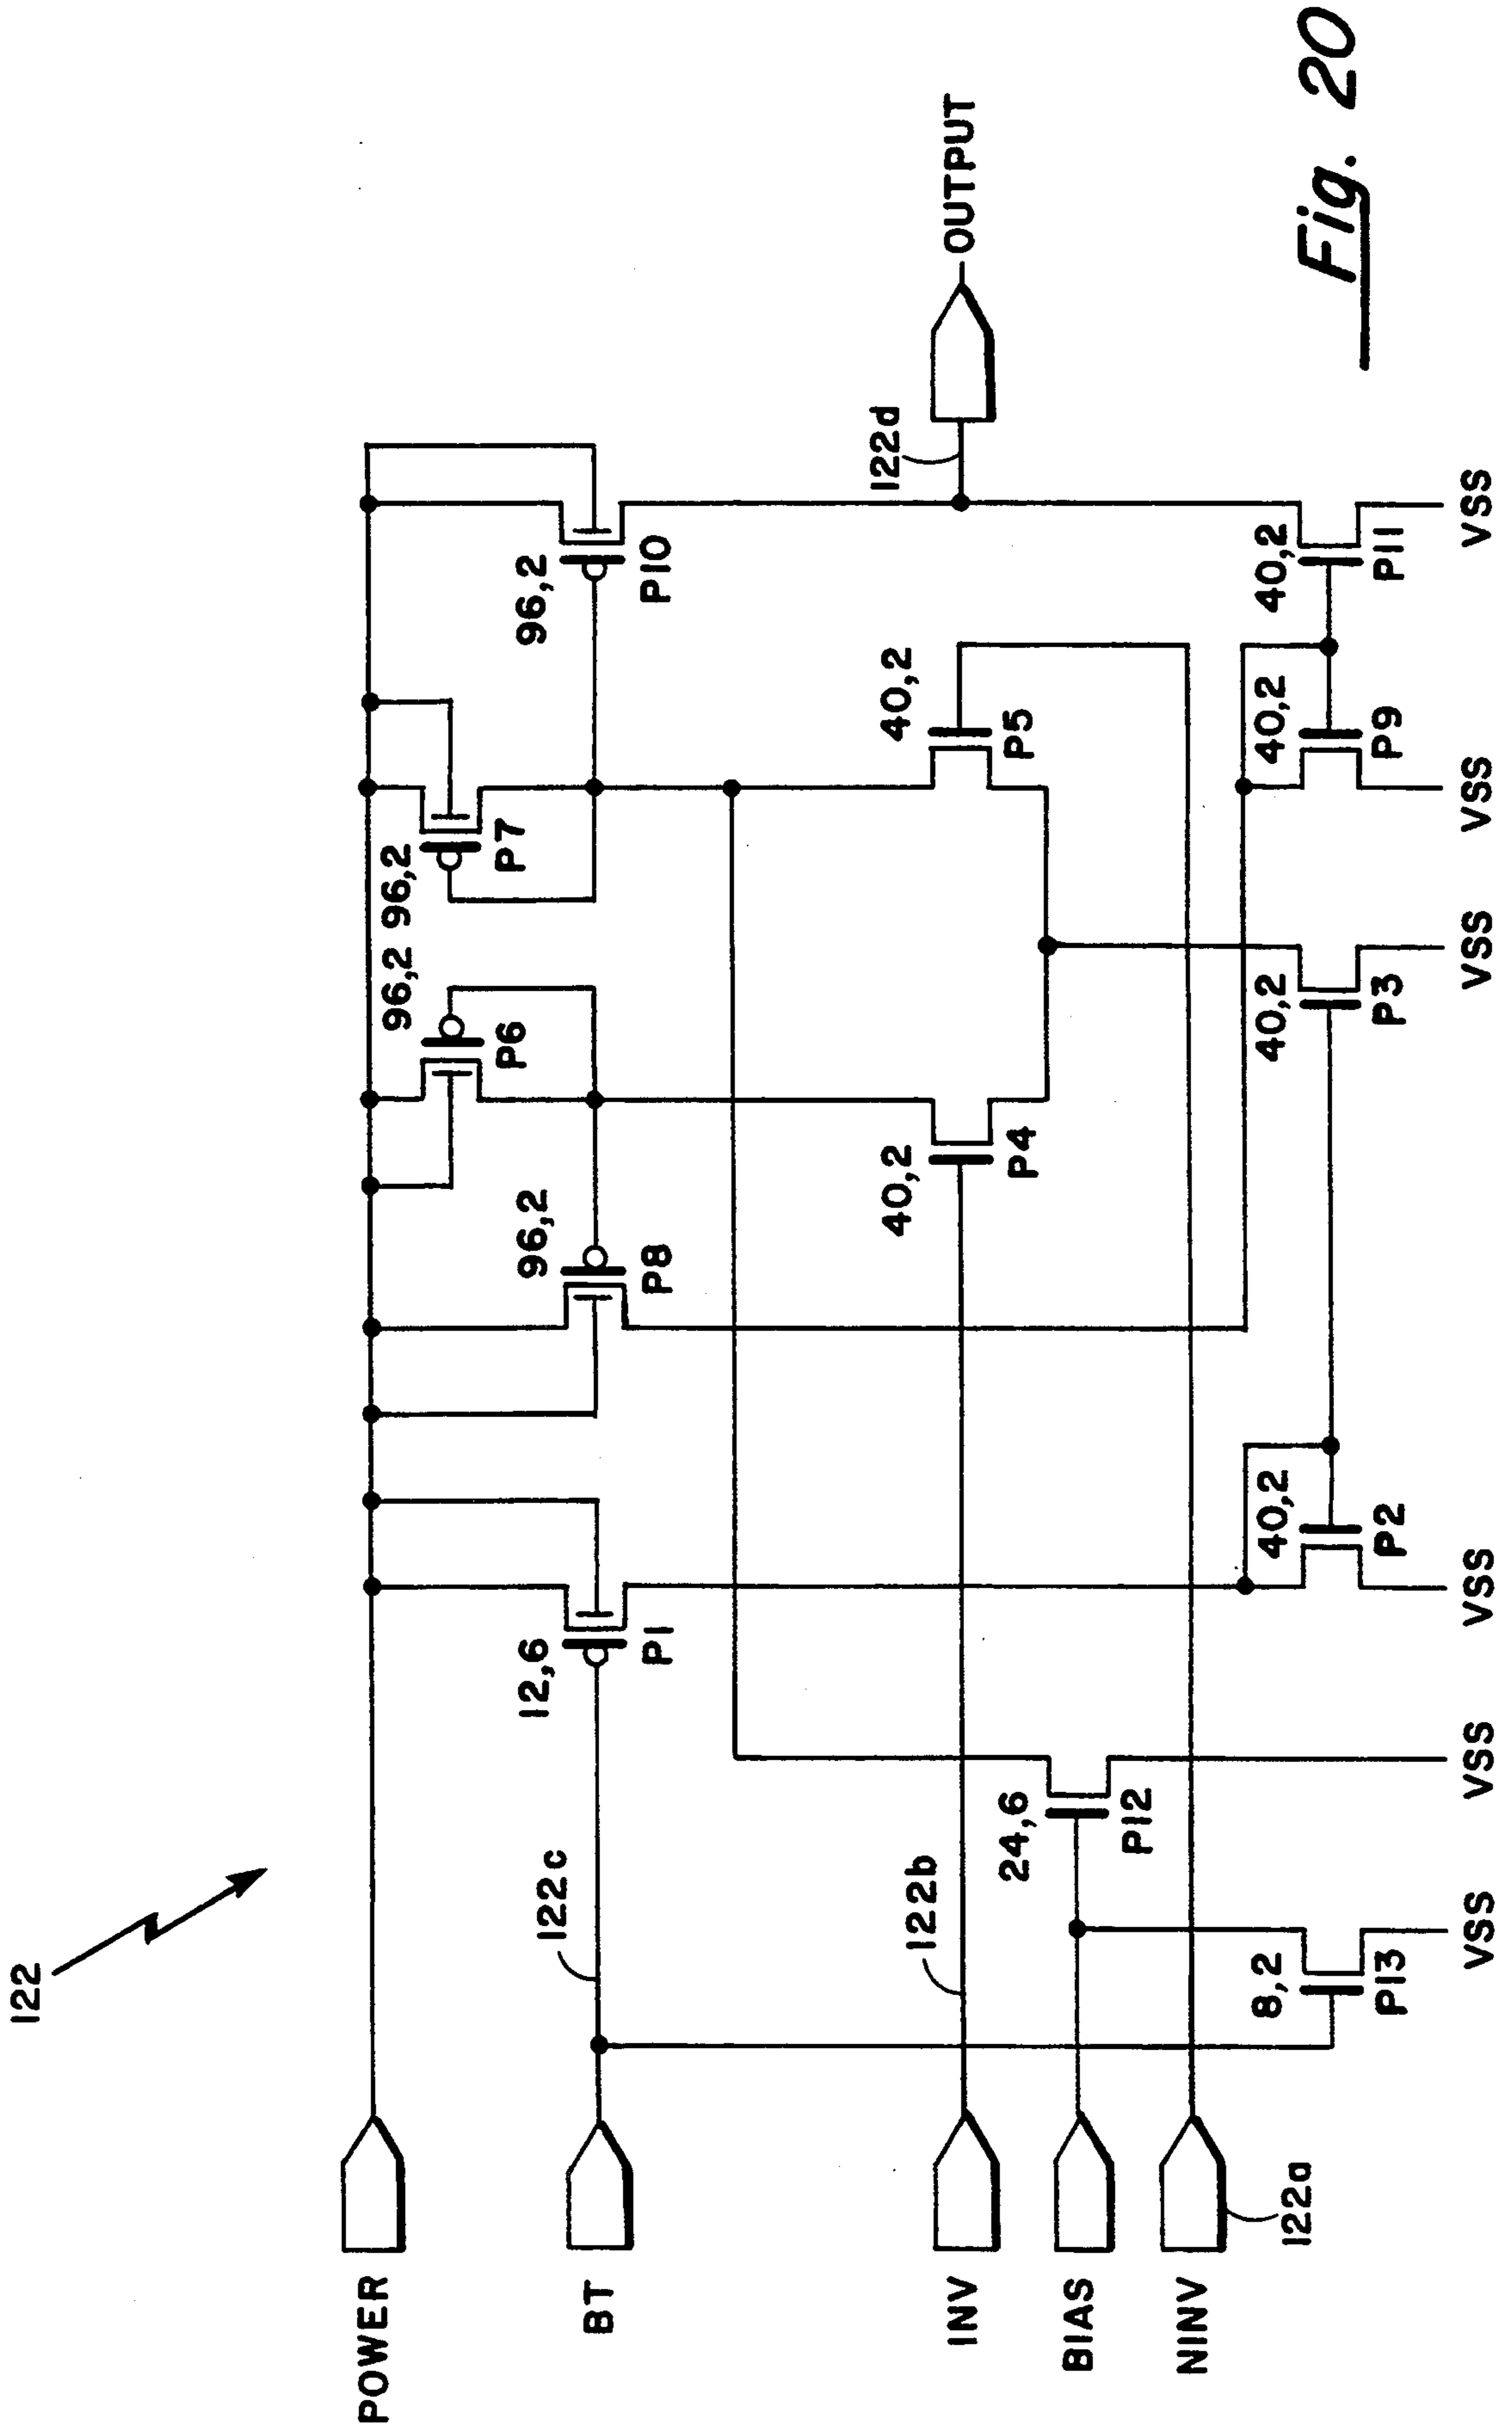 122
POWER
BT
INV
BIAS
NINV
122c
122b
122a
12,6
P1
96,2
P8
96,2 96,2
P6
P7
96,2
P10
40,2
P4
40,2
P5
122d
OUTPUT
24,6
P12
8,2
P13
40,2
P2
40,2
P3
40,2
P9
40,2
P11
VSS
VSS
VSS
VSS
VSS
VSS
Fig. 20